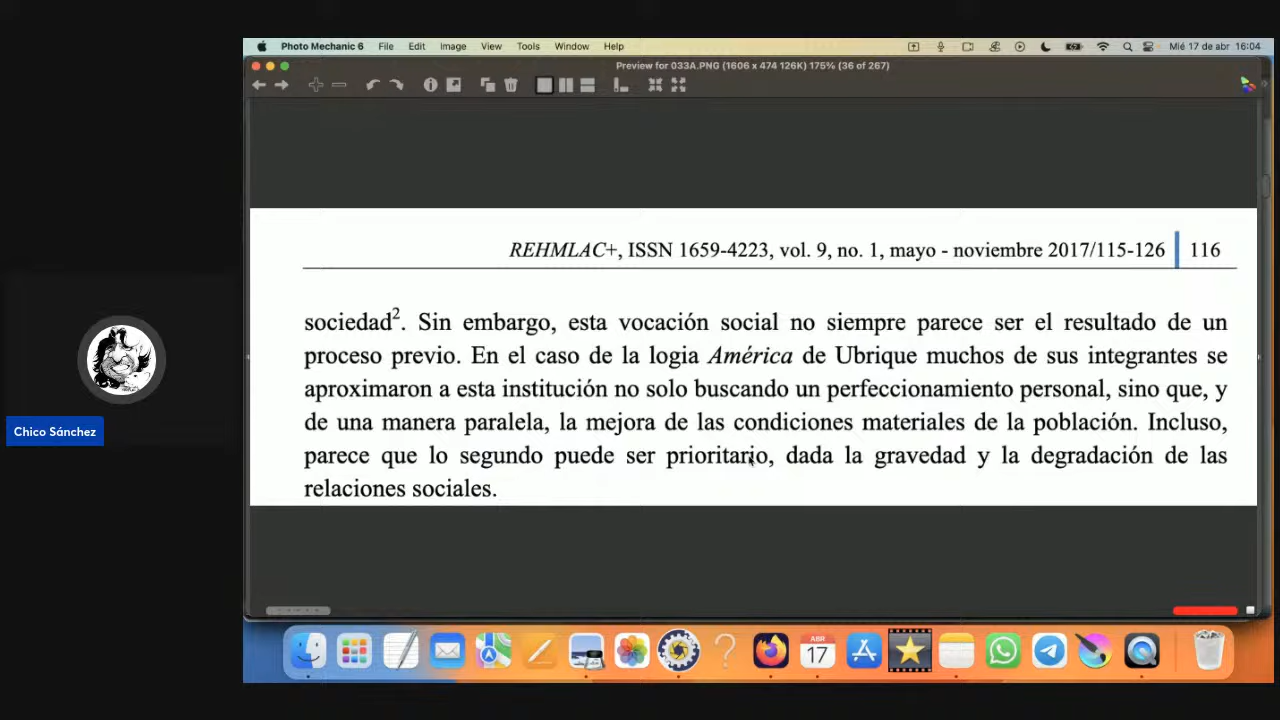 Photo Mechanic 6 File Edit Image View Tools Window Help Mié 17 de abr 16:04
Preview for 033A.PNG (1606 x 474 126K) 175% (36 of 267)
REHMLAC+, ISSN 1659-4223, vol. 9, no. 1, mayo - noviembre 2017/115-126 116
sociedad². Sin embargo, esta vocación social no siempre parece ser el resultado de un
proceso previo. En el caso de la logia América de Ubrique muchos de sus integrantes se
aproximaron a esta institución no solo buscando un perfeccionamiento personal, sino que, y
de una manera paralela, la mejora de las condiciones materiales de la población. Incluso,
parece que lo segundo puede ser prioritario, dada la gravedad y la degradación de las
relaciones sociales.
Chico Sánchez
ABR
17